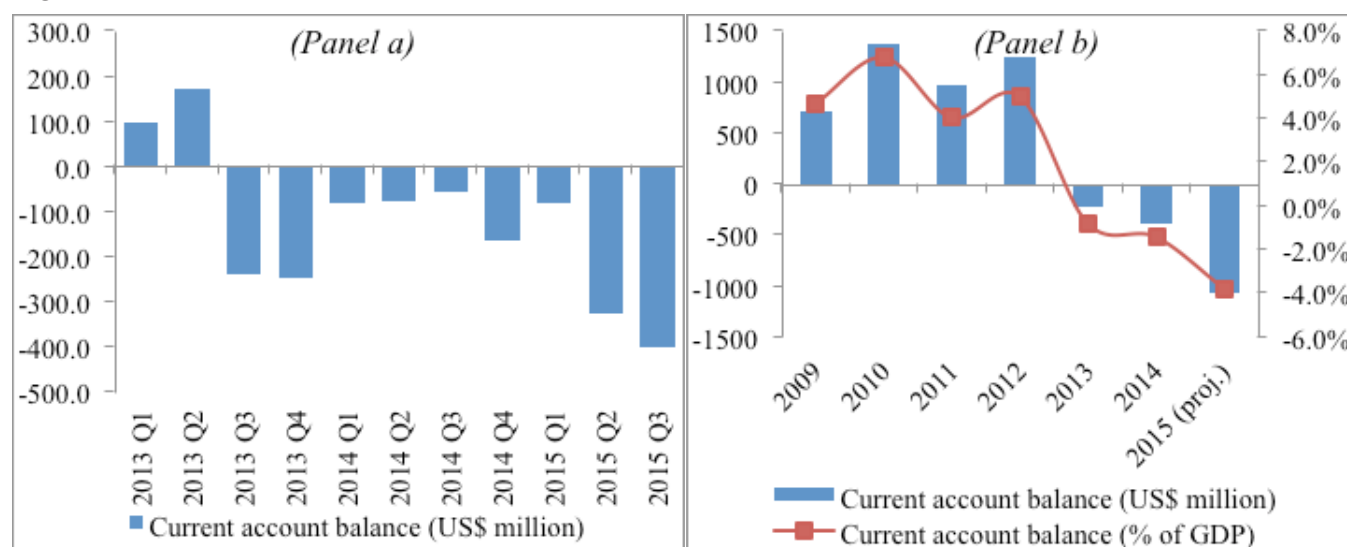 (Panel a)
300.0
200.0
100.0
0.0
-100.0
-200.0
-300.0
-400.0
-500.0
2013 Q1
2013 Q2
2013 Q3
2013 Q4
2014 Q1
2014 Q2
2014 Q3
2014 Q4
2015 Q1
2015 Q2
2015 Q3
Current account balance (US$ million)
(Panel b)
1500
1000
500
0
-500
-1000
-1500
8.0%
6.0%
4.0%
2.0%
0.0%
-2.0%
-4.0%
-6.0%
2009
2010
2011
2012
2013
2014
2015 (proj.)
Current account balance (US$ million)
Current account balance (% of GDP)